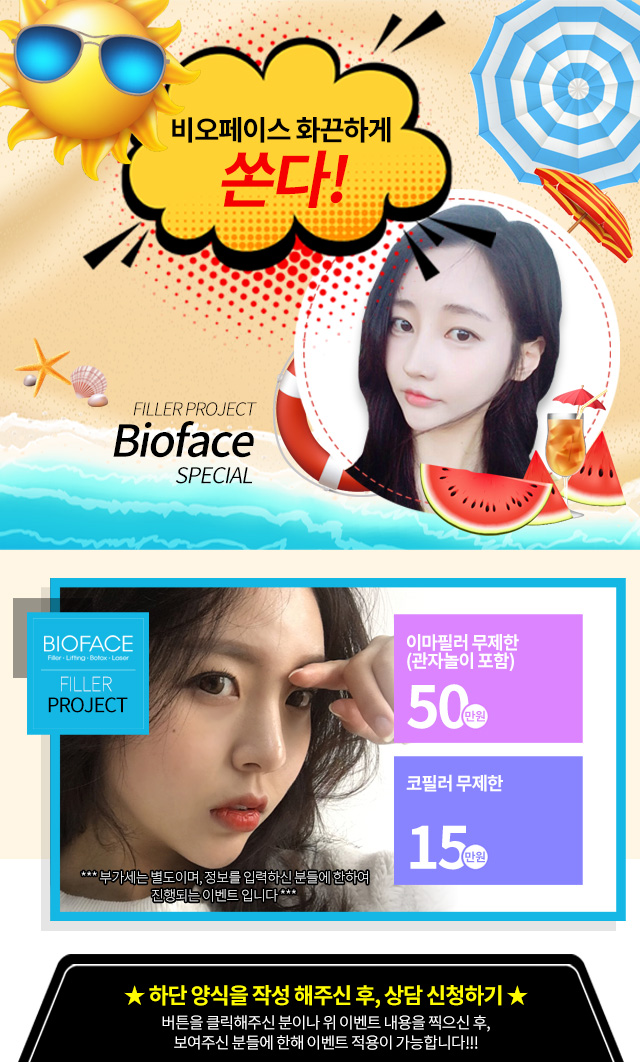 비오페이스 화끈하게
쏜다!
FILLER PROJECT
Bioface
SPECIAL
BIOFACE
Filler · Lifting · Botox · Laser
FILLER
PROJECT
이마필러 무제한
(관자놀이 포함)
50만원
코필러 무제한
15만원
*** 부가세는 별도이며, 정보를 입력하신 분들에 한하여
진행되는 이벤트 입니다 ***
★ 하단 양식을 작성 해주신 후, 상담 신청하기 ★
버튼을 클릭해주신 분이나 위 이벤트 내용을 찍으신 후,
보여주신 분들에 한해 이벤트 적용이 가능합니다!!!